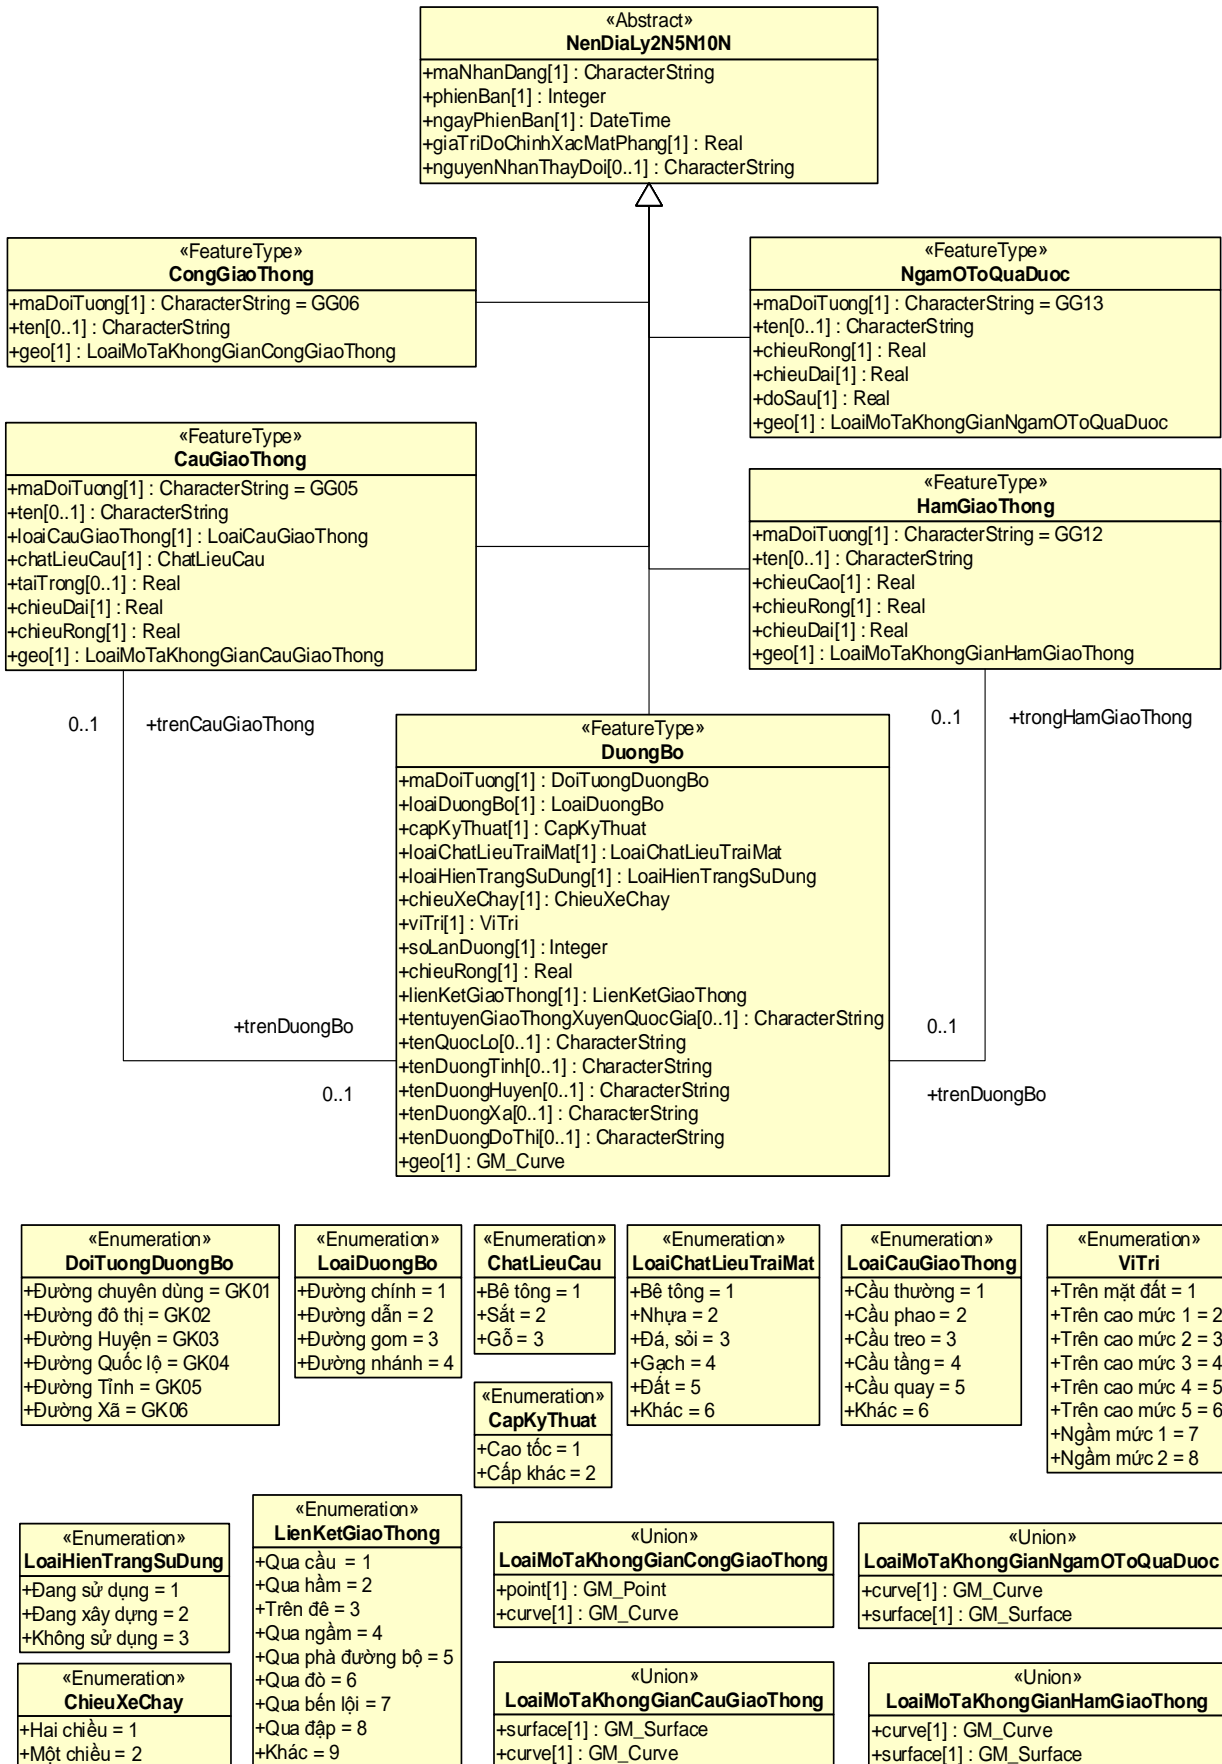 «Abstract»
NenDiaLy2N5N10N
+maNhanDang[1] : CharacterString
+phienBan[1] : Integer
+ngayPhienBan[1] : DateTime
+giaTriDoChinhXacMatPhang[1] : Real
+nguyenNhanThayDoi[0..1] : CharacterString
«FeatureType»
CongGiaoThong
+maDoiTuong[1] : CharacterString = GG06
+ten[0..1] : CharacterString
+geo[1] : LoaiMoTaKhongGianCongGiaoThong
«FeatureType»
NgamOToQuaDuoc
+maDoiTuong[1] : CharacterString = GG13
+ten[0..1] : CharacterString
+chieuRong[1] : Real
+chieuDai[1] : Real
+doSau[1] : Real
+geo[1] : LoaiMoTaKhongGianNgamOToQuaDuoc
«FeatureType»
CauGiaoThong
+maDoiTuong[1] : CharacterString = GG05
+ten[0..1] : CharacterString
+loaiCauGiaoThong[1] : LoaiCauGiaoThong
+chatLieuCau[1] : ChatLieuCau
+taiTrong[0..1] : Real
+chieuDai[1] : Real
+chieuRong[1] : Real
+geo[1] : LoaiMoTaKhongGianCauGiaoThong
«FeatureType»
HamGiaoThong
+maDoiTuong[1] : CharacterString = GG12
+ten[0..1] : CharacterString
+chieuCao[1] : Real
+chieuRong[1] : Real
+chieuDai[1] : Real
+geo[1] : LoaiMoTaKhongGianHamGiaoThong
0..1
+trenCauGiaoThong
0..1
+trongHamGiaoThong
«FeatureType»
DuongBo
+maDoiTuong[1] : DoiTuongDuongBo
+loaiDuongBo[1] : LoaiDuongBo
+capKyThuat[1] : CapKyThuat
+loaiChatLieuTraiMat[1] : LoaiChatLieuTraiMat
+loaiHienTrangSuDung[1] : LoaiHienTrangSuDung
+chieuXeChay[1] : ChieuXeChay
+viTri[1] : ViTri
+soLanDuong[1] : Integer
+chieuRong[1] : Real
+lienKetGiaoThong[1] : LienKetGiaoThong
+tentuyenGiaoThongXuyenQuocGia[0..1] : CharacterString
+tenQuocLo[0..1] : CharacterString
+tenDuongTinh[0..1] : CharacterString
+tenDuongHuyen[0..1] : CharacterString
+tenDuongXa[0..1] : CharacterString
+tenDuongDoThi[0..1] : CharacterString
+geo[1] : GM_Curve
+trenDuongBo
0..1
0..1
+trenDuongBo
«Enumeration»
DoiTuongDuongBo
+Đường chuyên dùng = GK01
+Đường đô thị = GK02
+Đường Huyện = GK03
+Đường Quốc lộ = GK04
+Đường Tỉnh = GK05
+Đường Xã = GK06
«Enumeration»
LoaiDuongBo
+Đường chính = 1
+Đường dẫn = 2
+Đường gom = 3
+Đường nhánh = 4
«Enumeration»
ChatLieuCau
+Bê tông = 1
+Sắt = 2
+Gỗ = 3
«Enumeration»
CapKyThuat
+Cao tốc = 1
+Cấp khác = 2
«Enumeration»
LoaiChatLieuTraiMat
+Bê tông = 1
+Nhựa = 2
+Đá, sỏi = 3
+Gạch = 4
+Đất = 5
+Khác = 6
«Enumeration»
LoaiCauGiaoThong
+Cầu thường = 1
+Cầu phao = 2
+Cầu treo = 3
+Cầu tầng = 4
+Cầu quay = 5
+Khác = 6
«Enumeration»
ViTri
+Trên mặt đất = 1
+Trên cao mức 1 = 2
+Trên cao mức 2 = 3
+Trên cao mức 3 = 4
+Trên cao mức 4 = 5
+Trên cao mức 5 = 6
+Ngầm mức 1 = 7
+Ngầm mức 2 = 8
«Enumeration»
LoaiHienTrangSuDung
+Đang sử dụng = 1
+Đang xây dựng = 2
+Không sử dụng = 3
«Enumeration»
ChieuXeChay
+Hai chiều = 1
+Một chiều = 2
«Enumeration»
LienKetGiaoThong
+Qua cầu = 1
+Qua hầm = 2
+Trên đê = 3
+Qua ngầm = 4
+Qua phà đường bộ = 5
+Qua đò = 6
+Qua bến lội = 7
+Qua đập = 8
+Khác = 9
«Union»
LoaiMoTaKhongGianCongGiaoThong
+point[1] : GM_Point
+curve[1] : GM_Curve
«Union»
LoaiMoTaKhongGianNgamOToQuaDuoc
+curve[1] : GM_Curve
+surface[1] : GM_Surface
«Union»
LoaiMoTaKhongGianCauGiaoThong
+surface[1] : GM_Surface
+curve[1] : GM_Curve
«Union»
LoaiMoTaKhongGianHamGiaoThong
+curve[1] : GM_Curve
+surface[1] : GM_Surface